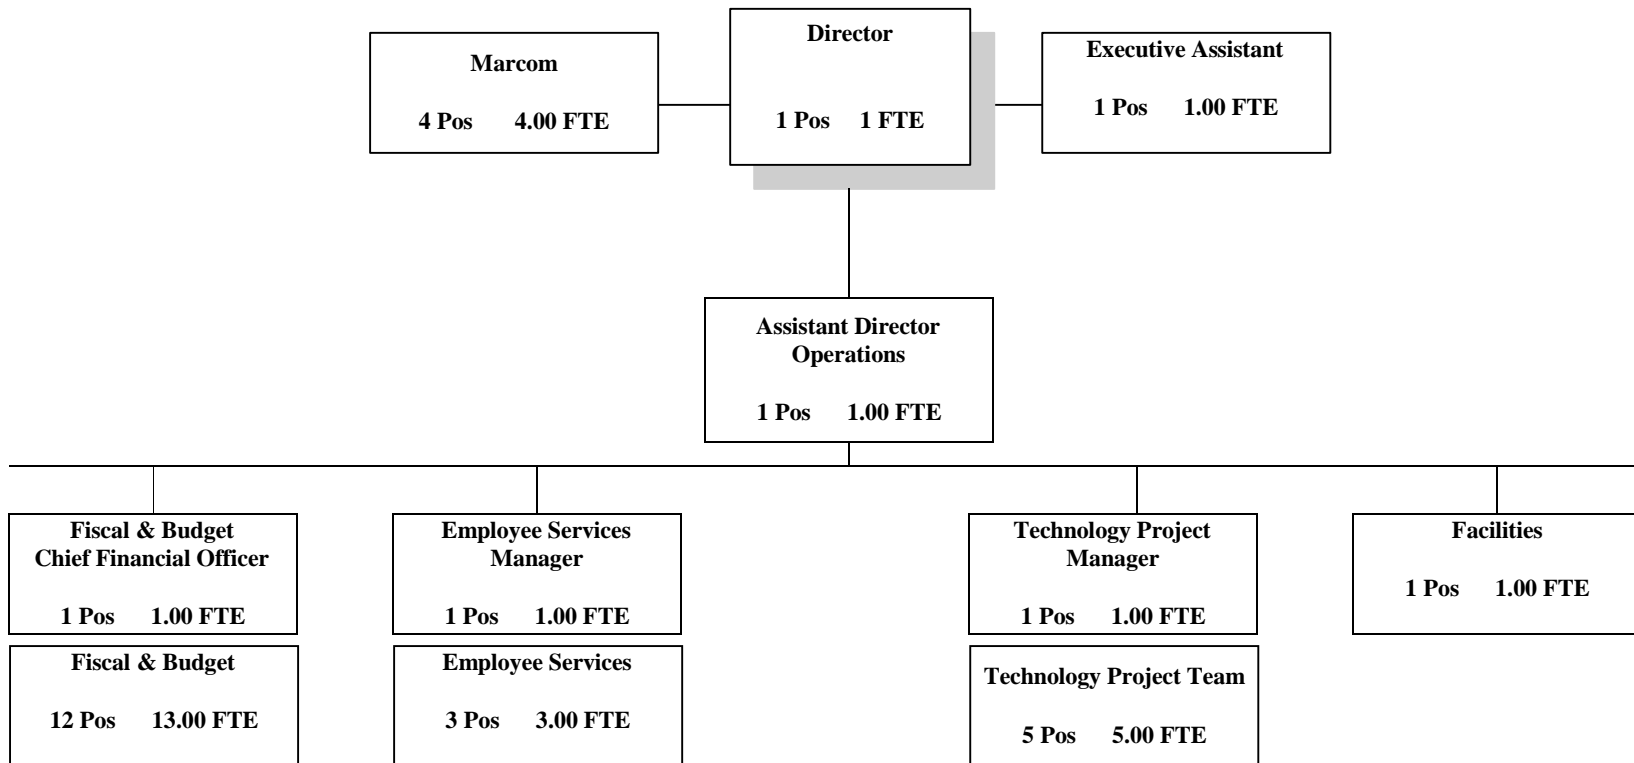 Director
1 Pos 1 FTE
Marcom
4 Pos 4.00 FTE
Executive Assistant
1 Pos 1.00 FTE
Assistant Director
Operations
1 Pos 1.00 FTE
Fiscal & Budget
Chief Financial Officer
1 Pos 1.00 FTE
Fiscal & Budget
12 Pos 13.00 FTE
Employee Services
Manager
1 Pos 1.00 FTE
Employee Services
3 Pos 3.00 FTE
Technology Project
Manager
1 Pos 1.00 FTE
Technology Project Team
5 Pos 5.00 FTE
Facilities
1 Pos 1.00 FTE